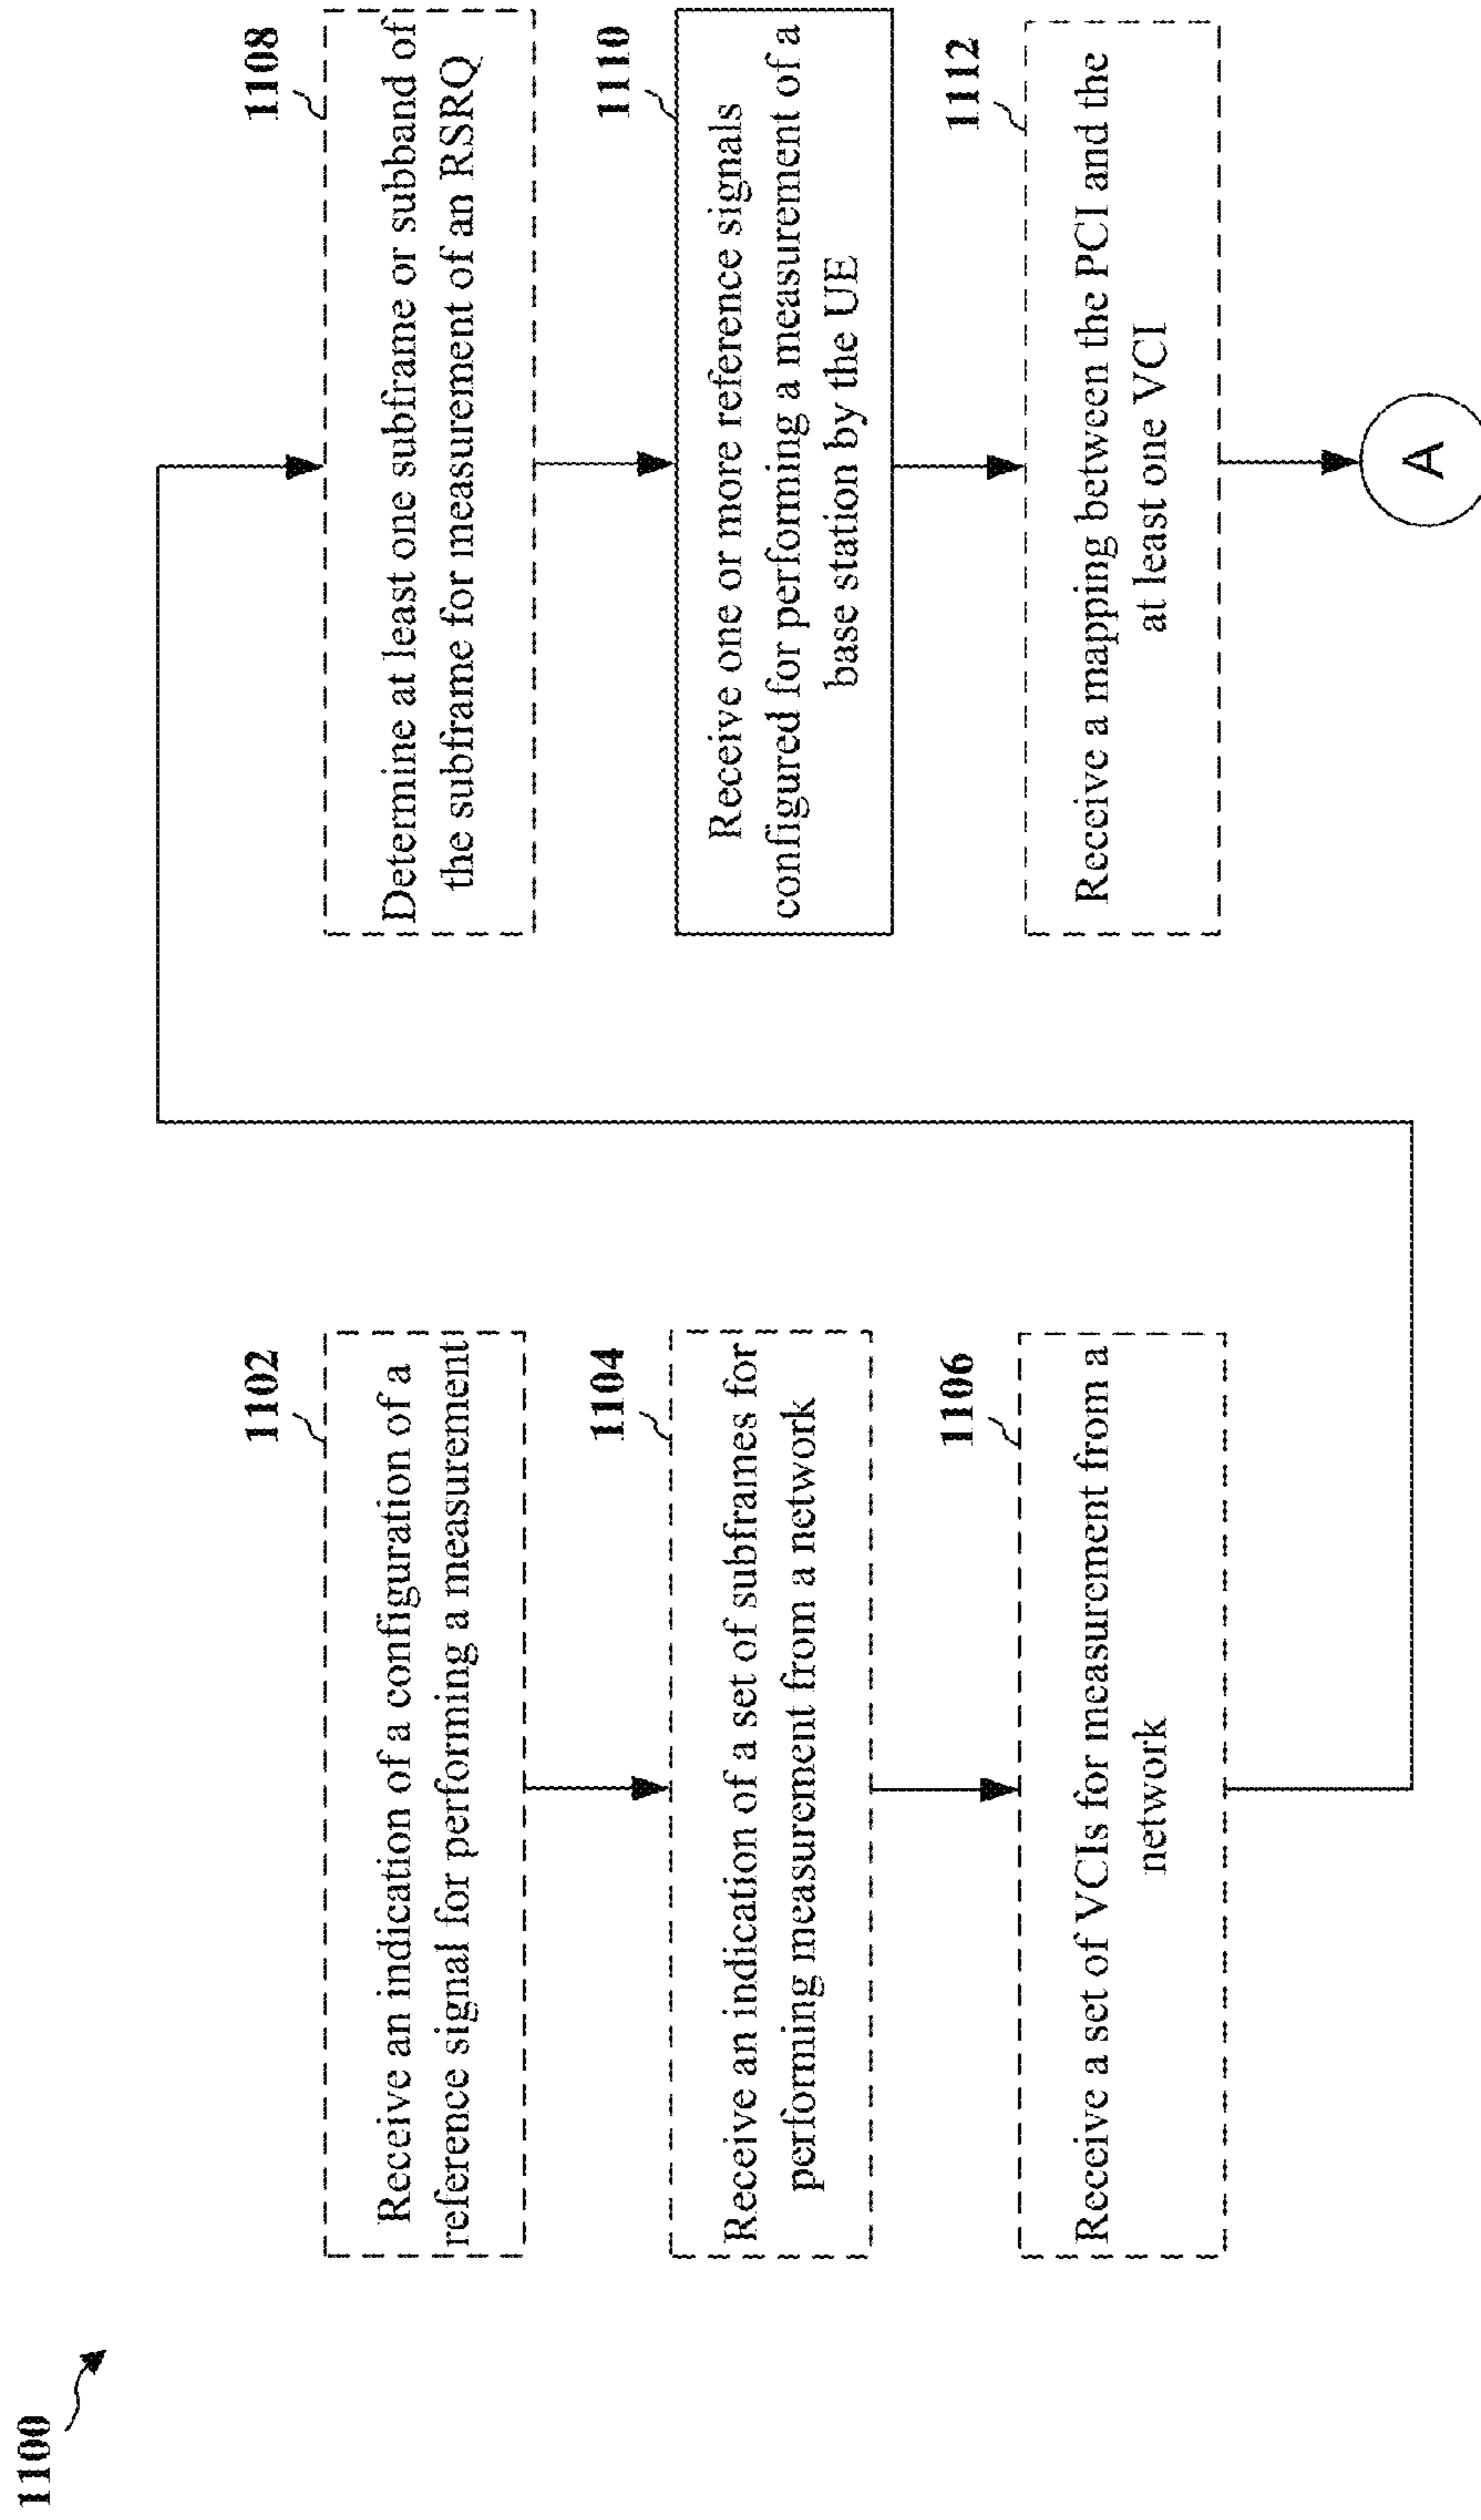 1100
1102
Receive an indication of a configuration of a
reference signal for performing a measurement
1104
Receive an indication of a set of subframes for
performing measurement from a network
1106
Receive a set of VCIs for measurement from a
network
1108
Determine at least one subframe or subband of
the subframe for measurement of an RSRQ
1110
Receive one or more reference signals
configured for performing a measurement of a
base station by the UE
1112
Receive a mapping between the PCI and the
at least one VCI
A